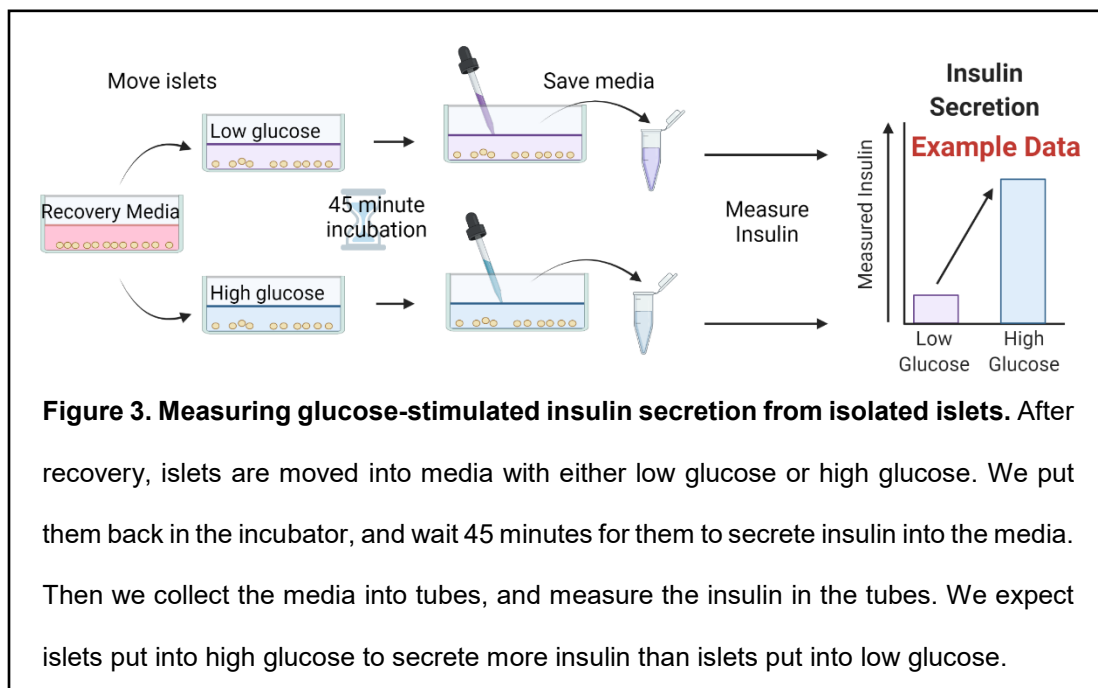 Move islets
Save media
Insulin
Secretion
Example Data
Low glucose
Recovery Media
45 minute
incubation
Measure
Insulin
Measured Insulin
High glucose
Low
Glucose
High
Glucose
Figure 3. Measuring glucose-stimulated insulin secretion from isolated islets. After
recovery, islets are moved into media with either low glucose or high glucose. We put
them back in the incubator, and wait 45 minutes for them to secrete insulin into the media.
Then we collect the media into tubes, and measure the insulin in the tubes. We expect
islets put into high glucose to secrete more insulin than islets put into low glucose.